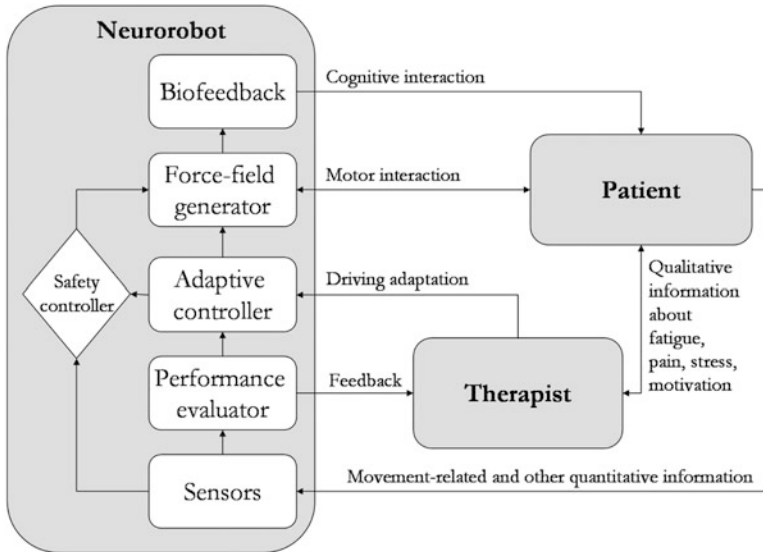 Neurorobot
Biofeedback
Cognitive interaction
Force-field
generator
Motor interaction
Patient
Safety
controller
Adaptive
controller
Driving adaptation
Qualitative
information
about
fatigue,
pain, stress,
motivation
Performance
evaluator
Feedback
Therapist
Sensors
Movement-related and other quantitative information